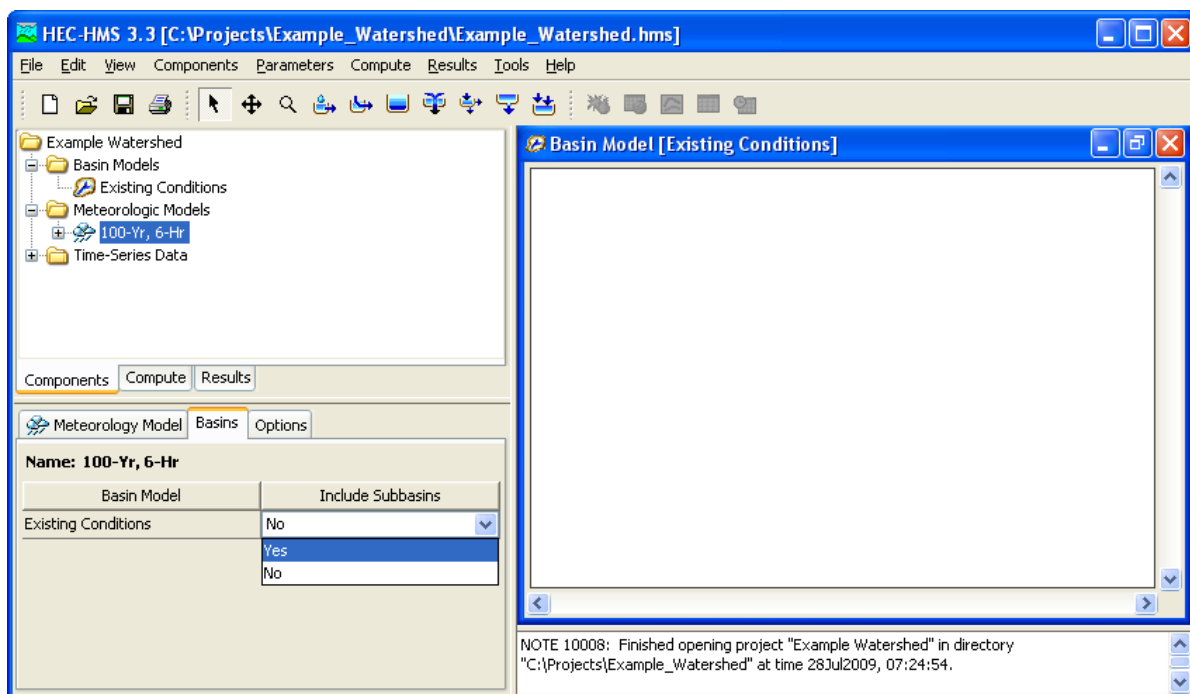 HEC-HMS 3.3 [C:\Projects\Example_Watershed\Example_Watershed.hms]
File Edit View Components Parameters Compute Results Tools Help
Example Watershed
Basin Models
Existing Conditions
Meteorologic Models
100-Yr, 6-Hr
Time-Series Data
Components Compute Results
Basin Model [Existing Conditions]
Meteorology Model Basins Options
Name: 100-Yr, 6-Hr
Basin Model Include Subbasins
Existing Conditions No
Yes
No
NOTE 10008: Finished opening project "Example Watershed" in directory
"C:\Projects\Example_Watershed" at time 28Jul2009, 07:24:54.